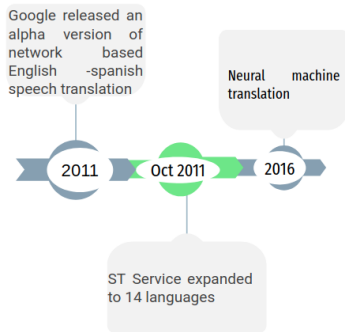 Google released an
alpha version of
network based
English -spanish
speech translation
Neural machine
translation
2011
Oct 2011
2016
ST Service expanded
to 14 languages